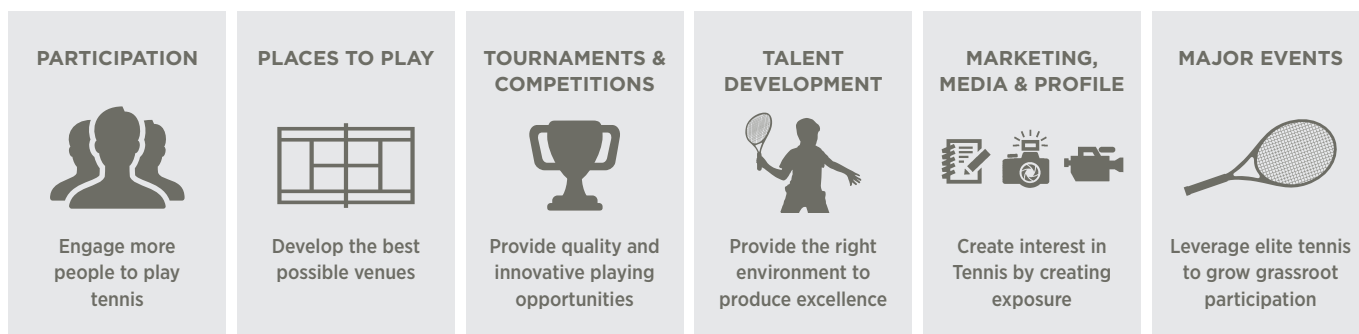 PARTICIPATION
Engage more
people to play
tennis
PLACES TO PLAY
Develop the best
possible venues
TOURNAMENTS &
COMPETITIONS
Provide quality and
innovative playing
opportunities
TALENT
DEVELOPMENT
Provide the right
environment to
produce excellence
MARKETING,
MEDIA & PROFILE
Create interest in
Tennis by creating
exposure
MAJOR EVENTS
Leverage elite tennis
to grow grassroot
participation